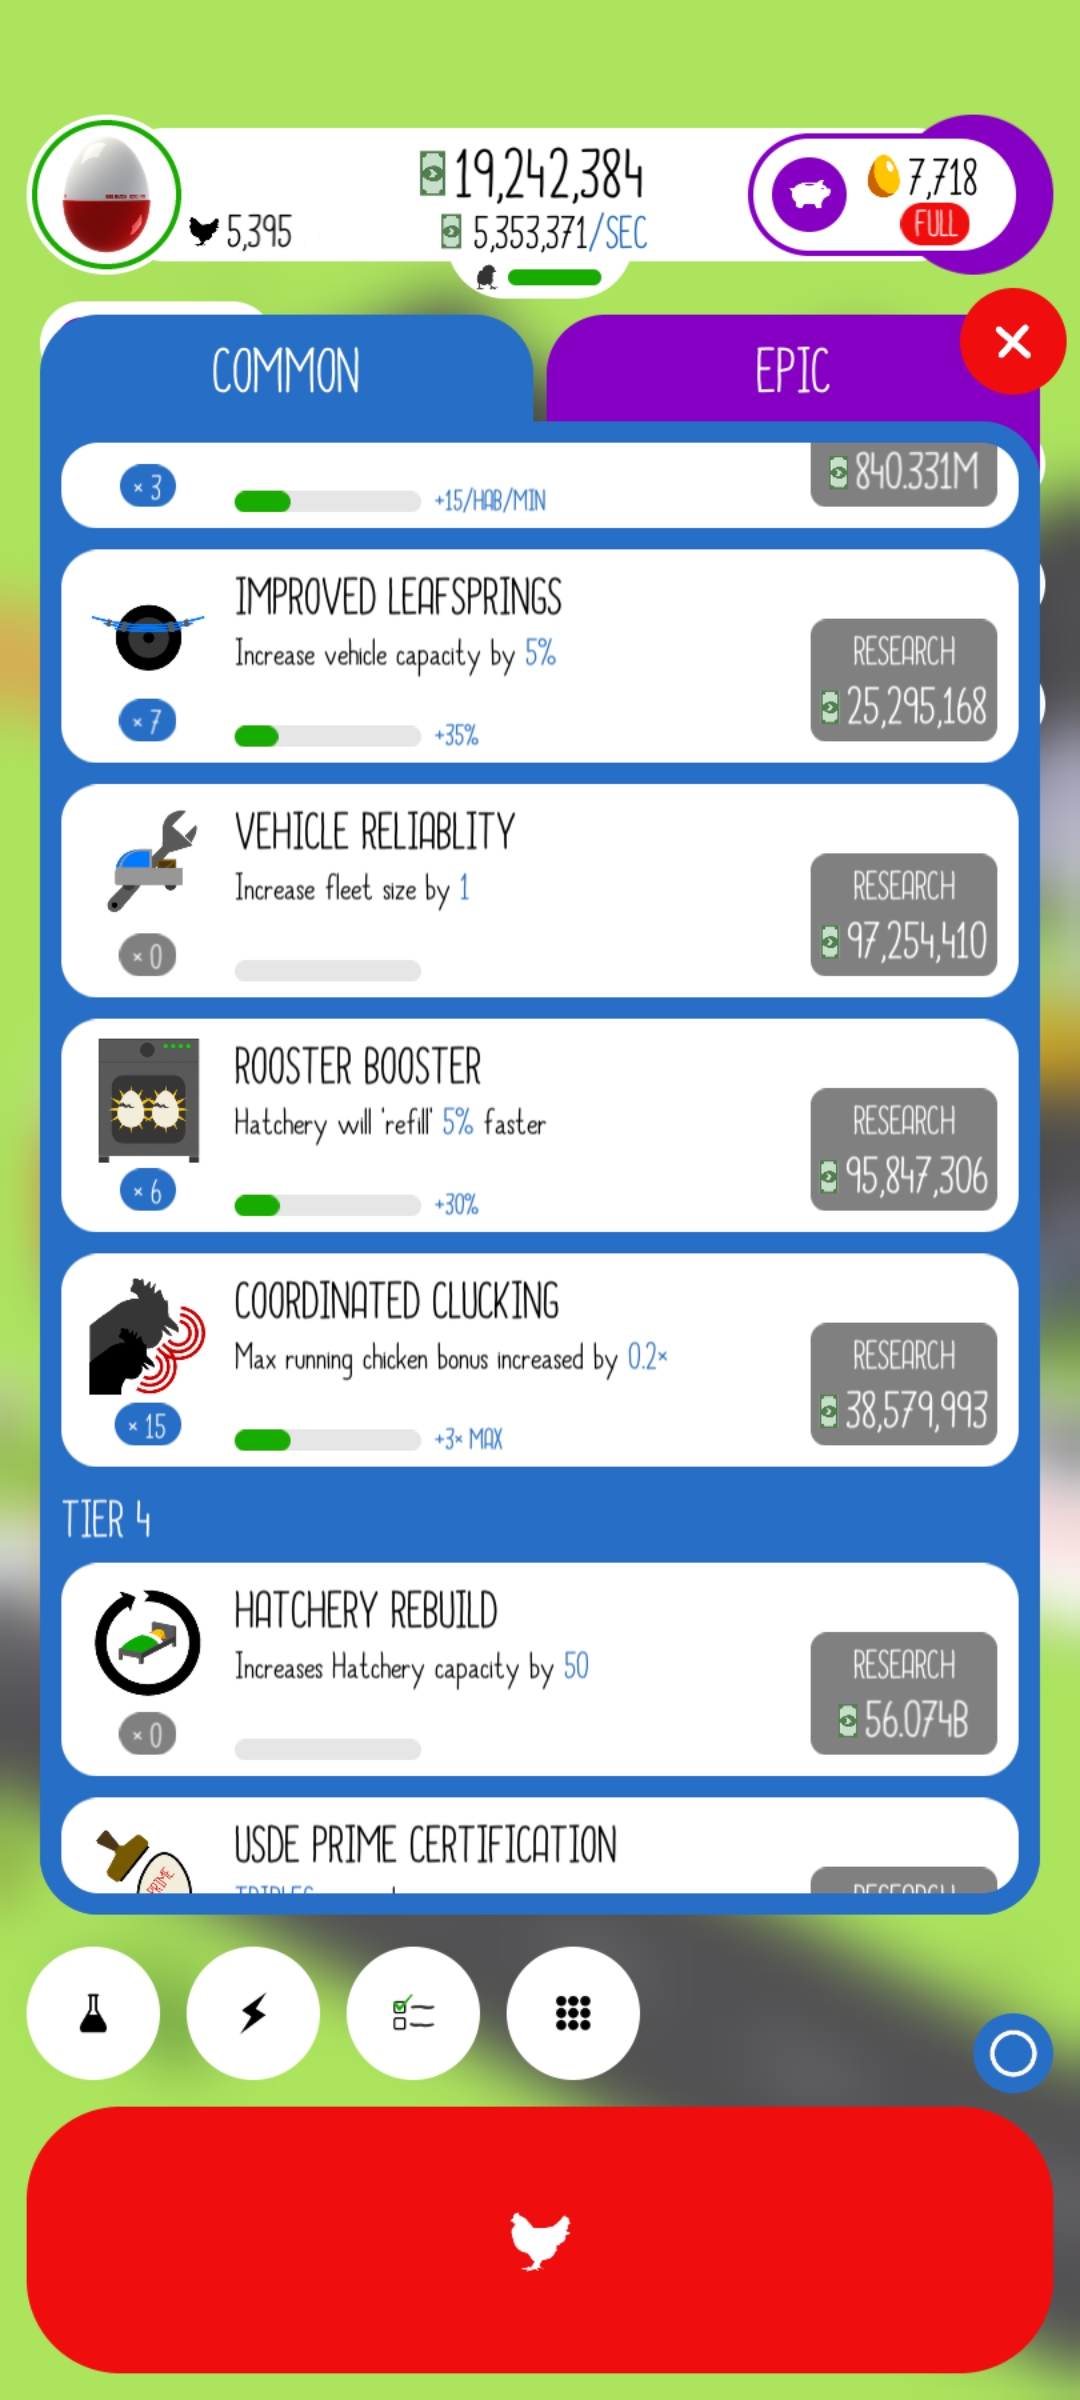 19,242,384
7,718
5,395
5,353,371/SEC
FULL
COMMON
EPIC
× 3
+15/HAB/MIN
840.331M
IMPROVED LEAFSPRINGS
Increase vehicle capacity by 5%
RESEARCH
25,295,168
× 7
+35%
VEHICLE RELIABLITY
Increase fleet size by 1
RESEARCH
97,254,410
× 0
ROOSTER BOOSTER
Hatchery will 'refill' 5% faster
RESEARCH
95,847,306
× 6
+30%
COORDINATED CLUCKING
Max running chicken bonus increased by 0.2×
RESEARCH
38,579,993
× 15
+3× MAX
TIER 4
HATCHERY REBUILD
Increases Hatchery capacity by 50
RESEARCH
56.074B
× 0
USDE PRIME CERTIFICATION
PRIME
TRIPLES
RESEARCH